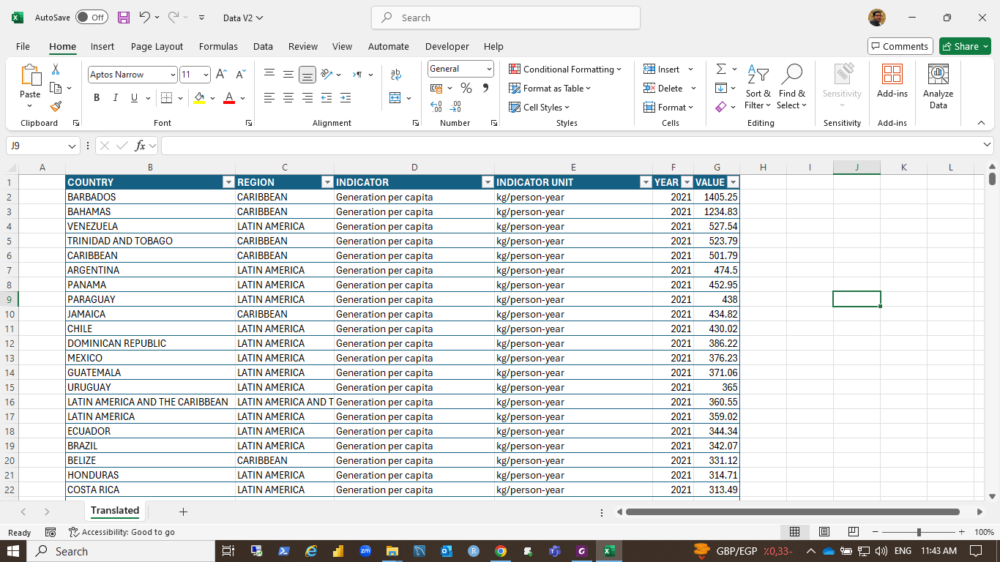 AutoSave Off Data V2 Search
File Home Insert Page Layout Formulas Data Review View Automate Developer Help Comments Share
Aptos Narrow 11 ab General Conditional Formatting Insert
Paste B I U A Format as Table Delete Sort & Filter Find & Select Sensitivity Add-ins Analyze Data
Cell Styles Format
Clipboard Font Alignment Number Styles Cells Editing Sensitivity Add-ins
J9 fx
A B C D E F G H I J K L
1 COUNTRY REGION INDICATOR INDICATOR UNIT YEAR VALUE
2 BARBADOS CARIBBEAN Generation per capita kg/person-year 2021 1405.25
3 BAHAMAS CARIBBEAN Generation per capita kg/person-year 2021 1234.83
4 VENEZUELA LATIN AMERICA Generation per capita kg/person-year 2021 527.54
5 TRINIDAD AND TOBAGO CARIBBEAN Generation per capita kg/person-year 2021 523.79
6 CARIBBEAN CARIBBEAN Generation per capita kg/person-year 2021 501.79
7 ARGENTINA LATIN AMERICA Generation per capita kg/person-year 2021 474.5
8 PANAMA LATIN AMERICA Generation per capita kg/person-year 2021 452.95
9 PARAGUAY LATIN AMERICA Generation per capita kg/person-year 2021 438
10 JAMAICA CARIBBEAN Generation per capita kg/person-year 2021 434.82
11 CHILE LATIN AMERICA Generation per capita kg/person-year 2021 430.02
12 DOMINICAN REPUBLIC LATIN AMERICA Generation per capita kg/person-year 2021 386.22
13 MEXICO LATIN AMERICA Generation per capita kg/person-year 2021 376.23
14 GUATEMALA LATIN AMERICA Generation per capita kg/person-year 2021 371.06
15 URUGUAY LATIN AMERICA Generation per capita kg/person-year 2021 365
16 LATIN AMERICA AND THE CARIBBEAN LATIN AMERICA AND T Generation per capita kg/person-year 2021 360.55
17 LATIN AMERICA LATIN AMERICA Generation per capita kg/person-year 2021 359.02
18 ECUADOR LATIN AMERICA Generation per capita kg/person-year 2021 344.34
19 BRAZIL LATIN AMERICA Generation per capita kg/person-year 2021 342.07
20 BELIZE CARIBBEAN Generation per capita kg/person-year 2021 331.12
21 HONDURAS LATIN AMERICA Generation per capita kg/person-year 2021 314.71
22 COSTA RICA LATIN AMERICA Generation per capita kg/person-year 2021 313.49
Translated
Ready Accessibility: Good to go 100%
Search GBP/EGP ٪0,33- ENG 11:43 AM